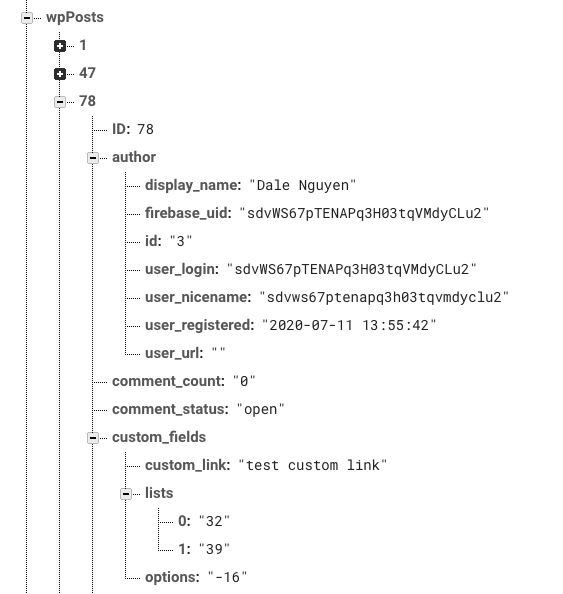 wpPosts
1
47
78
ID: 78
author
display_name: "Dale Nguyen"
firebase_uid: "sdvWS67pTENAPq3H03tqVMdyCLu2"
id: "3"
user_login: "sdvWS67pTENAPq3H03tqVMdyCLu2"
user_nicename: "sdvws67ptenapq3h03tqvmdyclu2"
user_registered: "2020-07-11 13:55:42"
user_url: ""
comment_count: "0"
comment_status: "open"
custom_fields
custom_link: "test custom link"
lists
0: "32"
1: "39"
options: "-16"